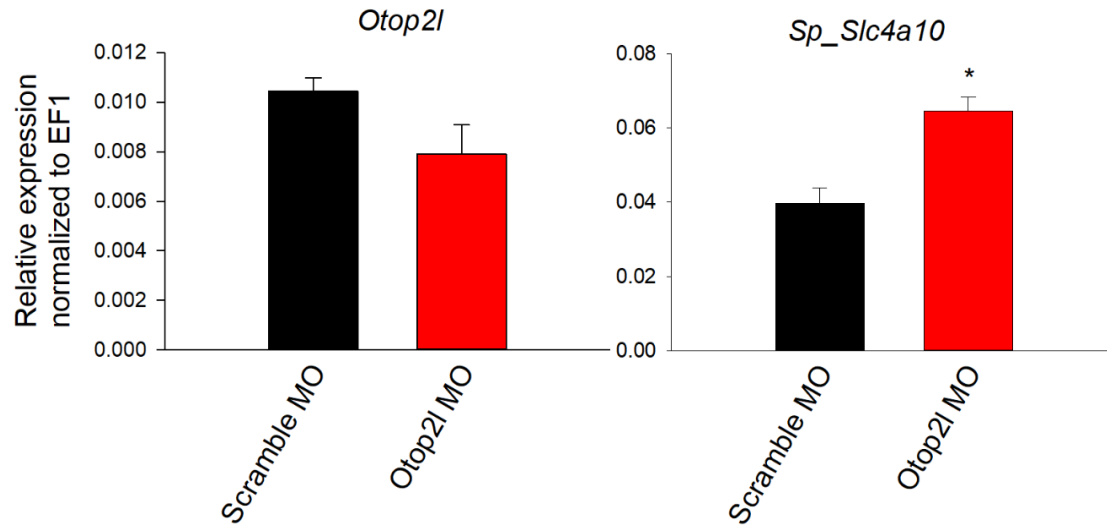 Otop2l
Sp_Slc4a10
Relative expression
normalized to EF1
0.012
0.010
0.008
0.006
0.004
0.002
0.000
0.08
0.06
0.04
0.02
0.00
*
Scramble MO
Otop2l MO
Scramble MO
Otop2l MO